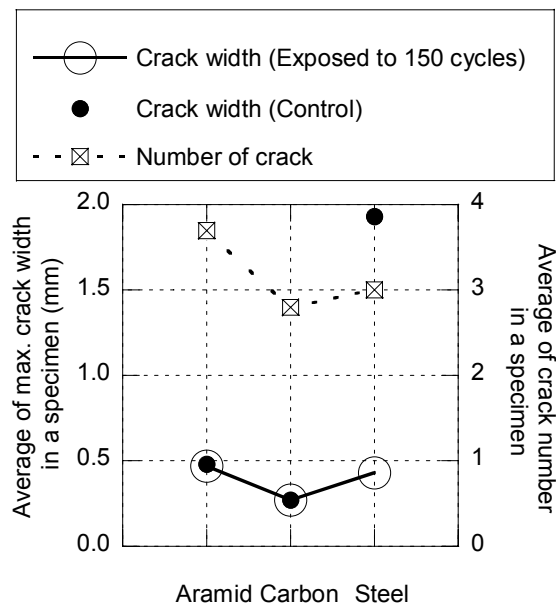 Crack width (Exposed to 150 cycles)
Crack width (Control)
Number of crack
2.0
1.5
1.0
0.5
0.0
4
3
2
1
0
Average of max. crack width
in a specimen (mm)
Average of crack number
in a specimen
Aramid Carbon Steel